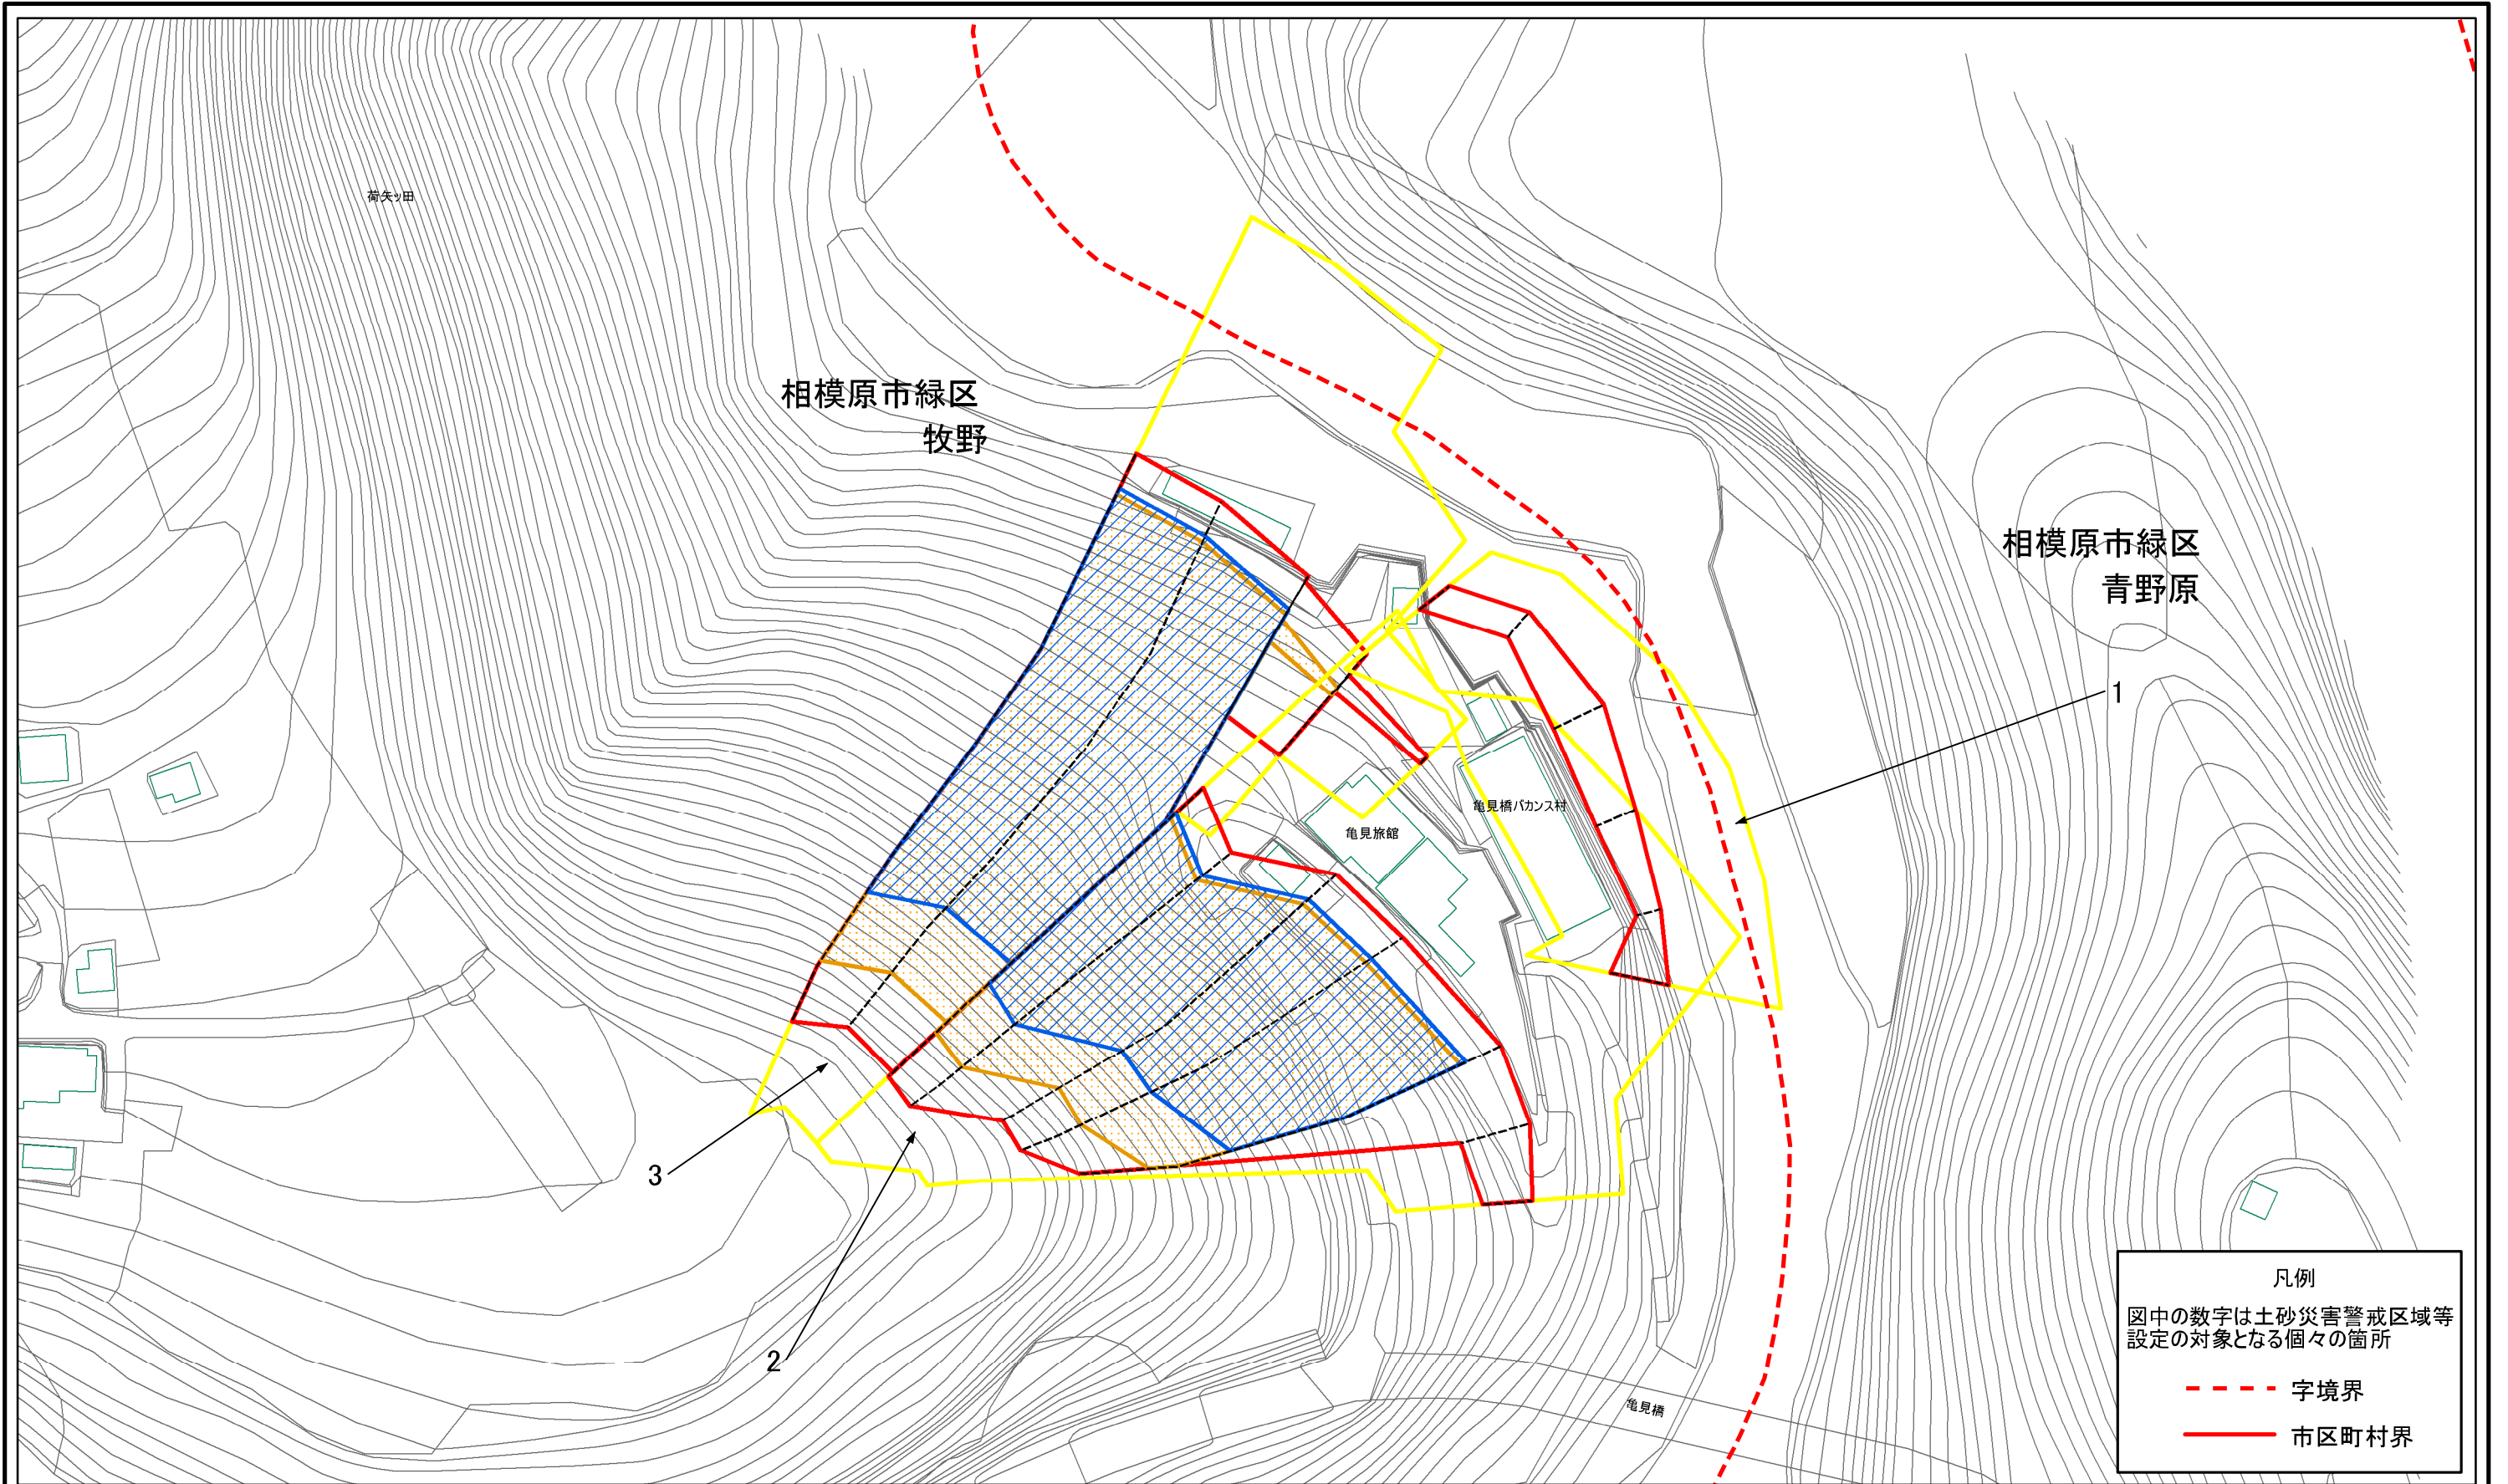 荷矢ッ田
相模原市緑区
牧野
相模原市緑区
青野原
1
亀見橋バカンス村
亀見旅館
3
2
亀見橋
凡例
図中の数字は土砂災害警戒区域等
設定の対象となる個々の箇所
字境界
市区町村界